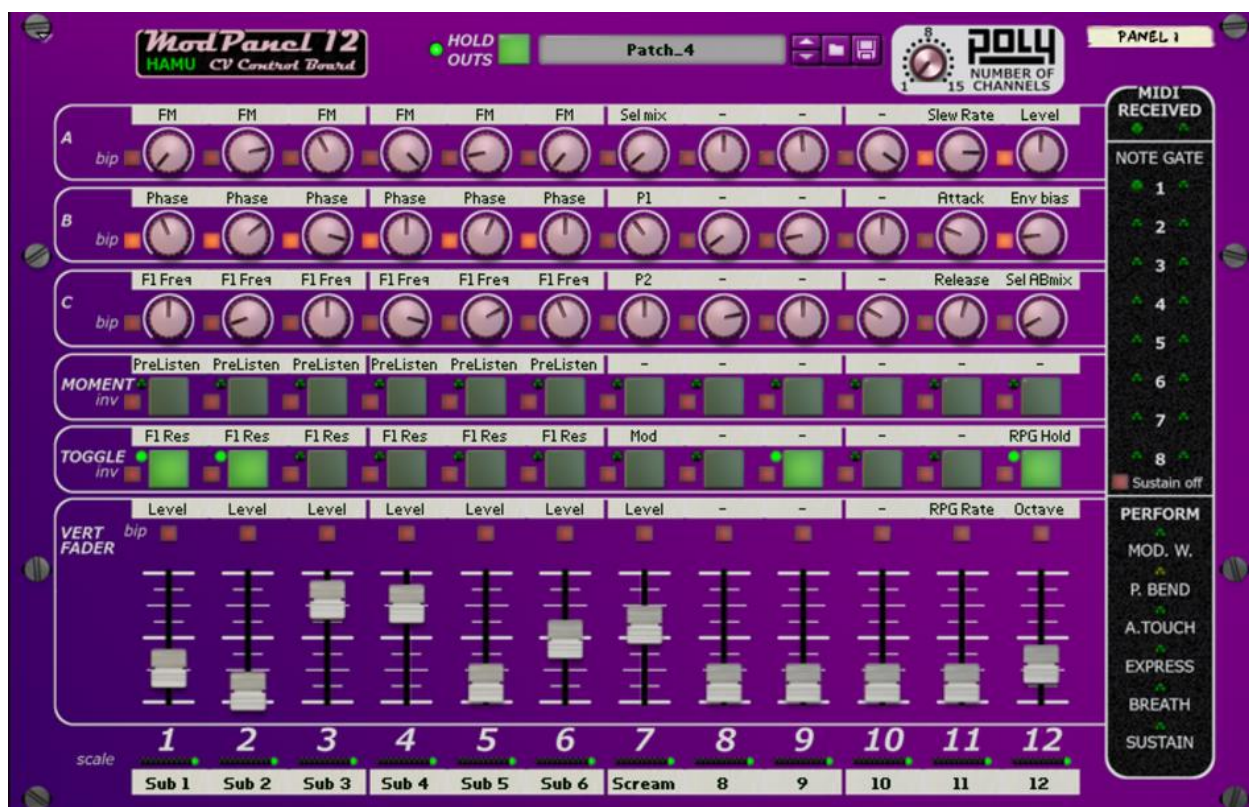 ModPanel 12
HAMU CV Control Board
HOLD
OUTS
Patch_4
8
1 15
POLY
NUMBER OF
CHANNELS
PANEL 1
MIDI
RECEIVED
NOTE GATE
1
2
3
4
5
6
7
8
Sustain off
PERFORM
MOD. W.
P. BEND
A.TOUCH
EXPRESS
BREATH
SUSTAIN
FM FM FM FM FM FM Sel mix - - - Slew Rate Level
A
bip
Phase Phase Phase Phase Phase Phase P1 - - - Attack Env bias
B
bip
F1 Freq F1 Freq F1 Freq F1 Freq F1 Freq F1 Freq P2 - - - Release Sel ABmix
C
bip
PreListen PreListen PreListen PreListen PreListen PreListen - - - - - -
MOMENT
inv
F1 Res F1 Res F1 Res F1 Res F1 Res F1 Res Mod - - - - RPG Hold
TOGGLE
inv
Level Level Level Level Level Level Level - - - RPG Rate Octave
VERT bip
FADER
1 2 3 4 5 6 7 8 9 10 11 12
scale
Sub 1 Sub 2 Sub 3 Sub 4 Sub 5 Sub 6 Scream 8 9 10 11 12